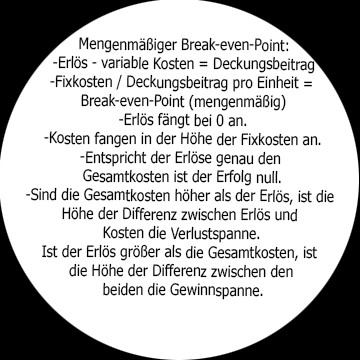 Mengenmäßiger Break-even-Point:
-Erlös - variable Kosten = Deckungsbeitrag
-Fixkosten / Deckungsbeitrag pro Einheit =
Break-even-Point (mengenmäßig)
-Erlös fängt bei 0 an.
-Kosten fangen in der Höhe der Fixkosten an.
-Entspricht der Erlöse genau den
Gesamtkosten ist der Erfolg null.
-Sind die Gesamtkosten höher als der Erlös, ist die
Höhe der Differenz zwischen Erlös und
Kosten die Verlustspanne.
Ist der Erlös größer als die Gesamtkosten, ist
die Höhe der Differenz zwischen den
beiden die Gewinnspanne.